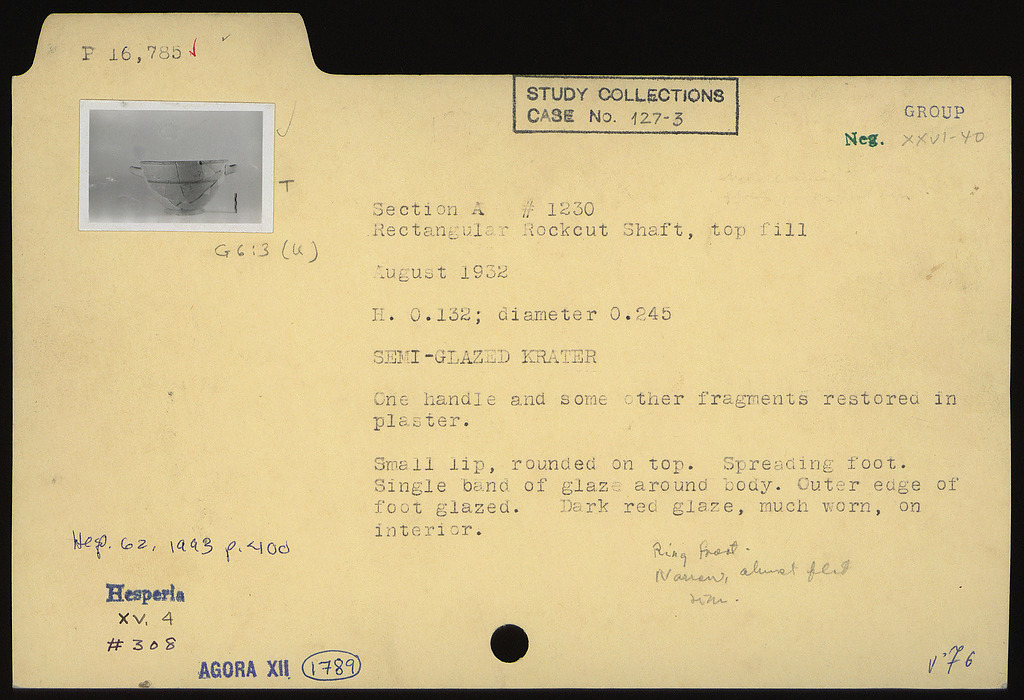 P 16,785
STUDY COLLECTIONS
CASE No. 127-3
GROUP
Neg. XXVI-40
T
G 6:3 (U)
Section A # 1230
Rectangular Rockcut Shaft, top fill
August 1932
H. 0.132; diameter 0.245
SEMI-GLAZED KRATER
One handle and some other fragments restored in
plaster.
Small lip, rounded on top. Spreading foot.
Single band of glaze around body. Outer edge of
foot glazed. Dark red glaze, much worn, on
interior.
Ring foot.
Narrow, almost flat
rim.
Hesp. 62, 1993 p. 400
Hesperia
XV. 4
# 308
AGORA XII 1789
V'76